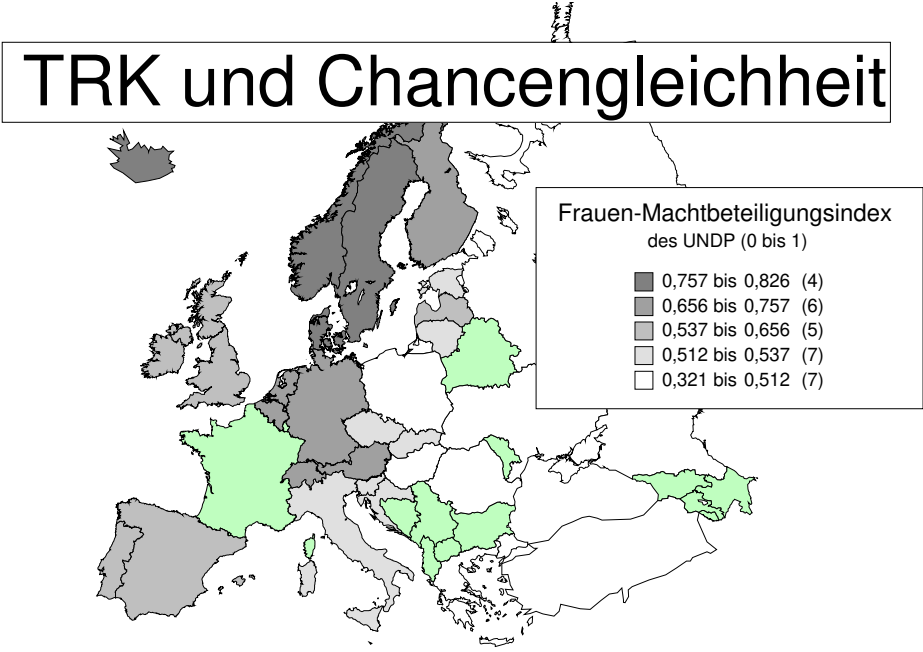 TRK und Chancengleichheit
Frauen-Machtbeteiligungsindex
des UNDP (0 bis 1)
0,757 bis 0,826 (4)
0,656 bis 0,757 (6)
0,537 bis 0,656 (5)
0,512 bis 0,537 (7)
0,321 bis 0,512 (7)